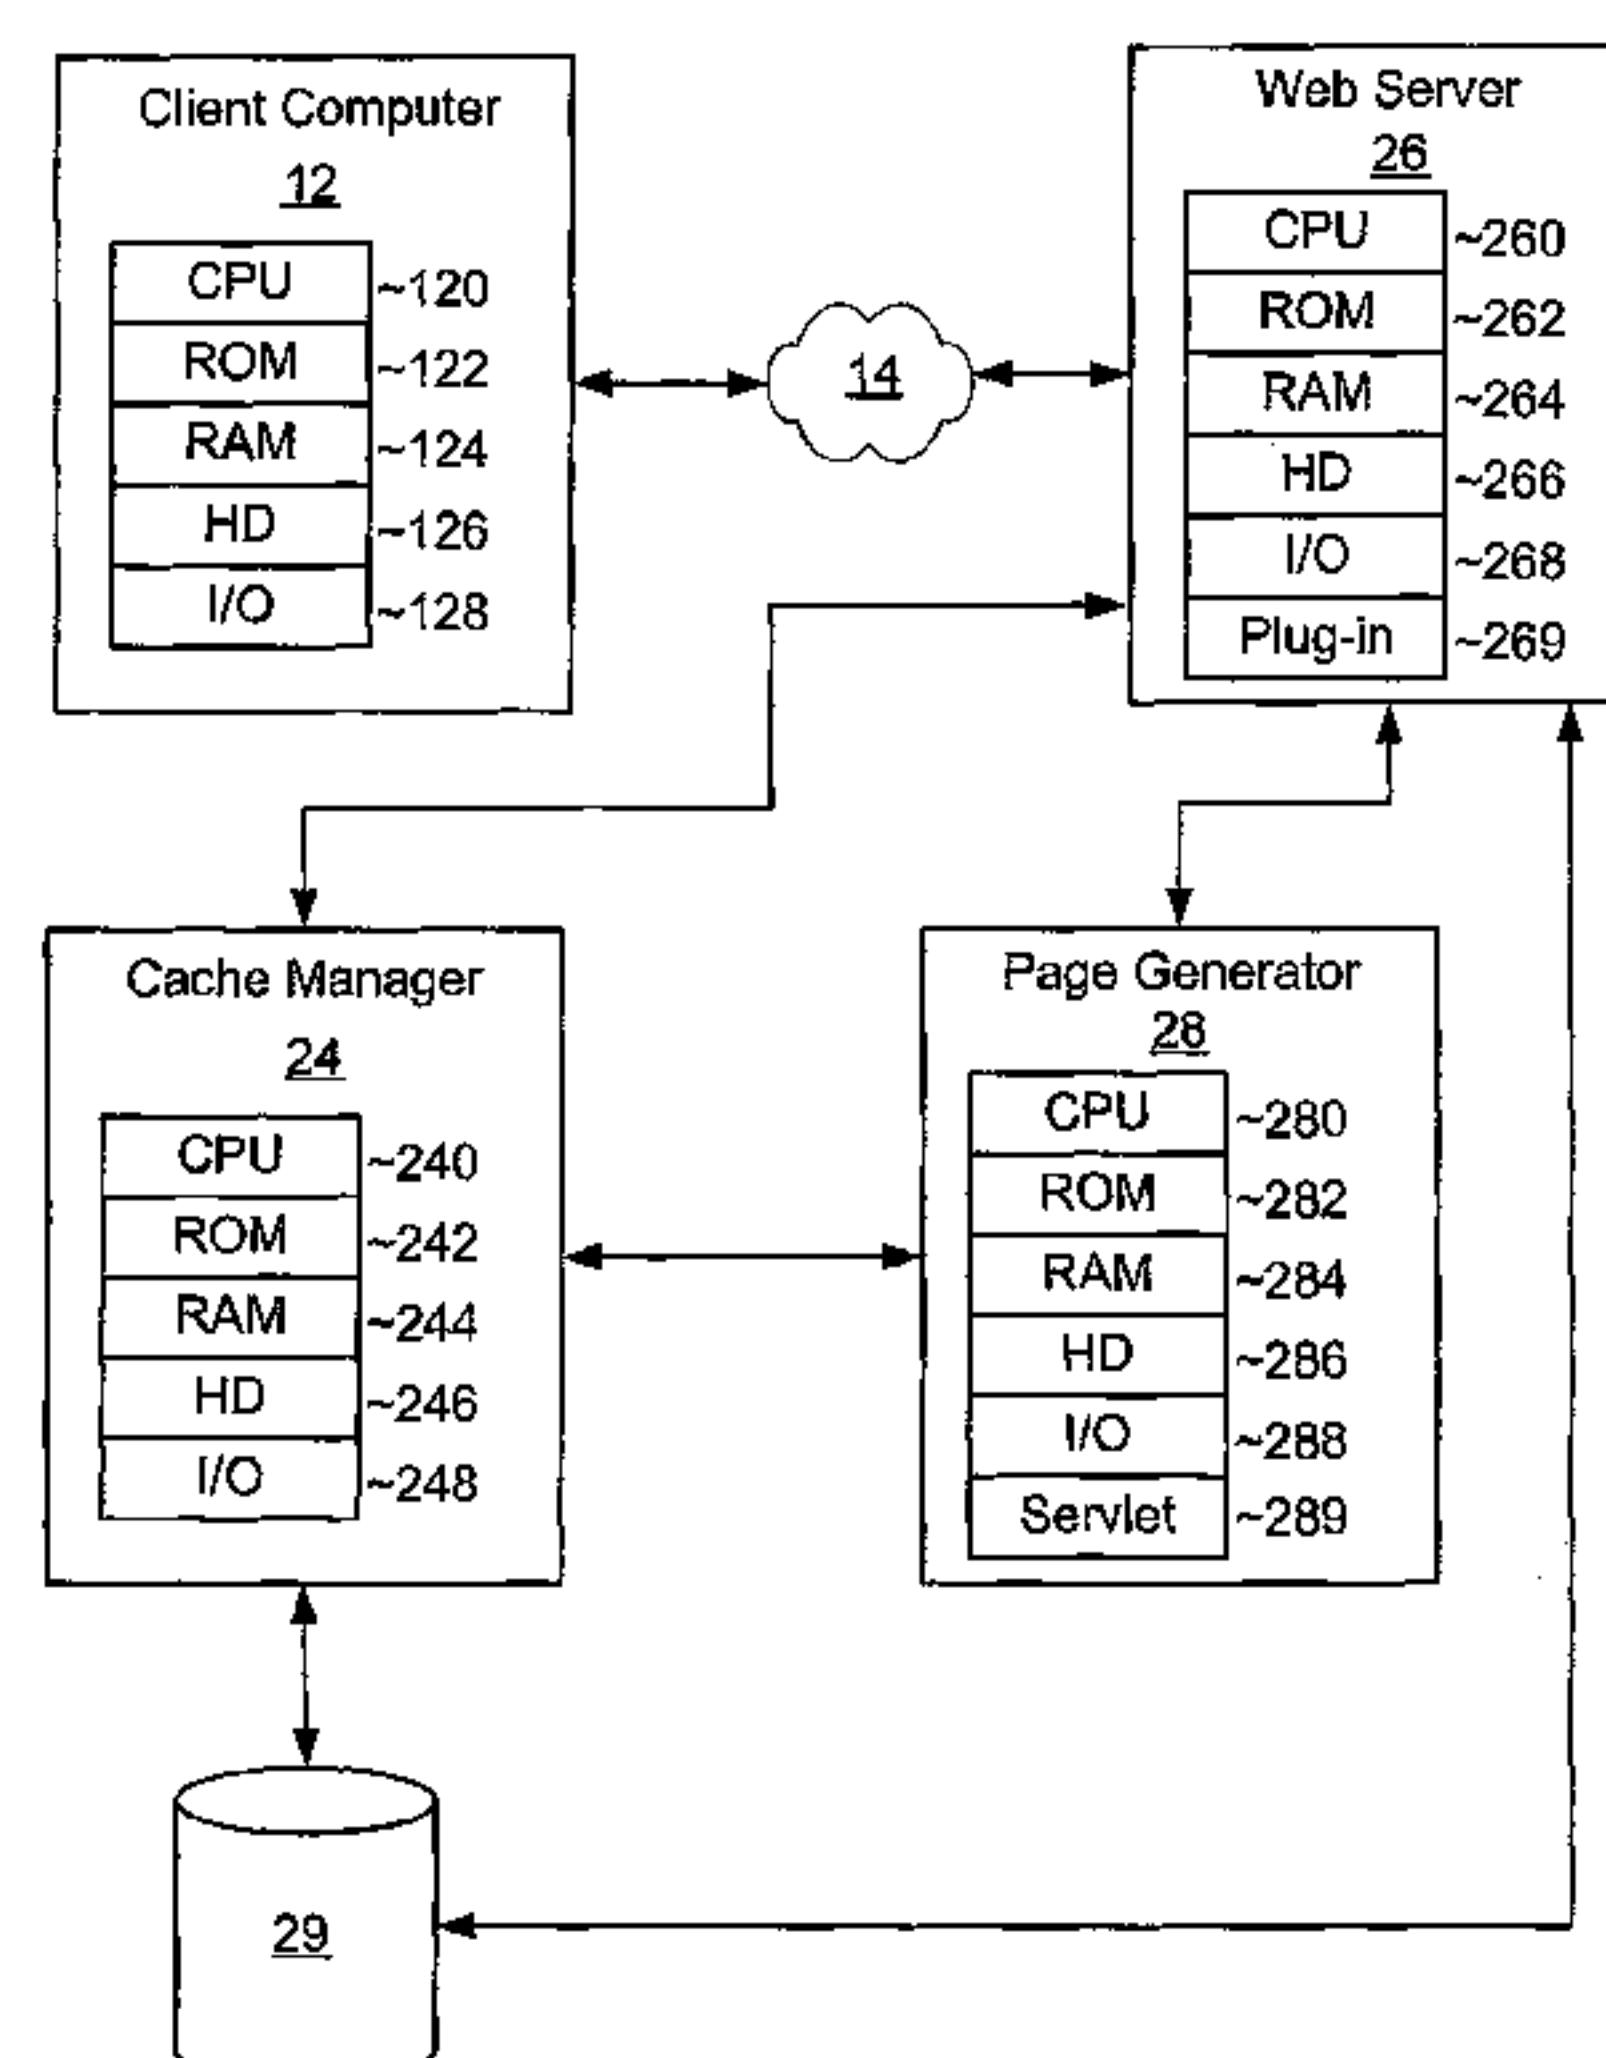 Client Computer
12
CPU ~120
ROM ~122
RAM ~124
HD ~126
I/O ~128
14
Web Server
26
CPU ~260
ROM ~262
RAM ~264
HD ~266
I/O ~268
Plug-in ~269
Cache Manager
24
CPU ~240
ROM ~242
RAM ~244
HD ~246
I/O ~248
Page Generator
28
CPU ~280
ROM ~282
RAM ~284
HD ~286
I/O ~288
Servlet ~289
29